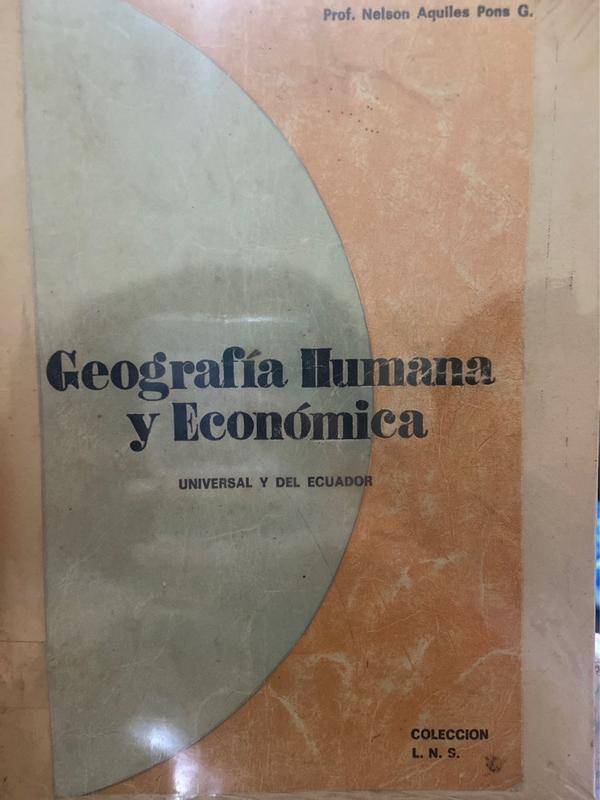 Prof. Nelson Aquiles Pons G.
Geografía Humana
y Económica
UNIVERSAL Y DEL ECUADOR
COLECCION
L. N. S.